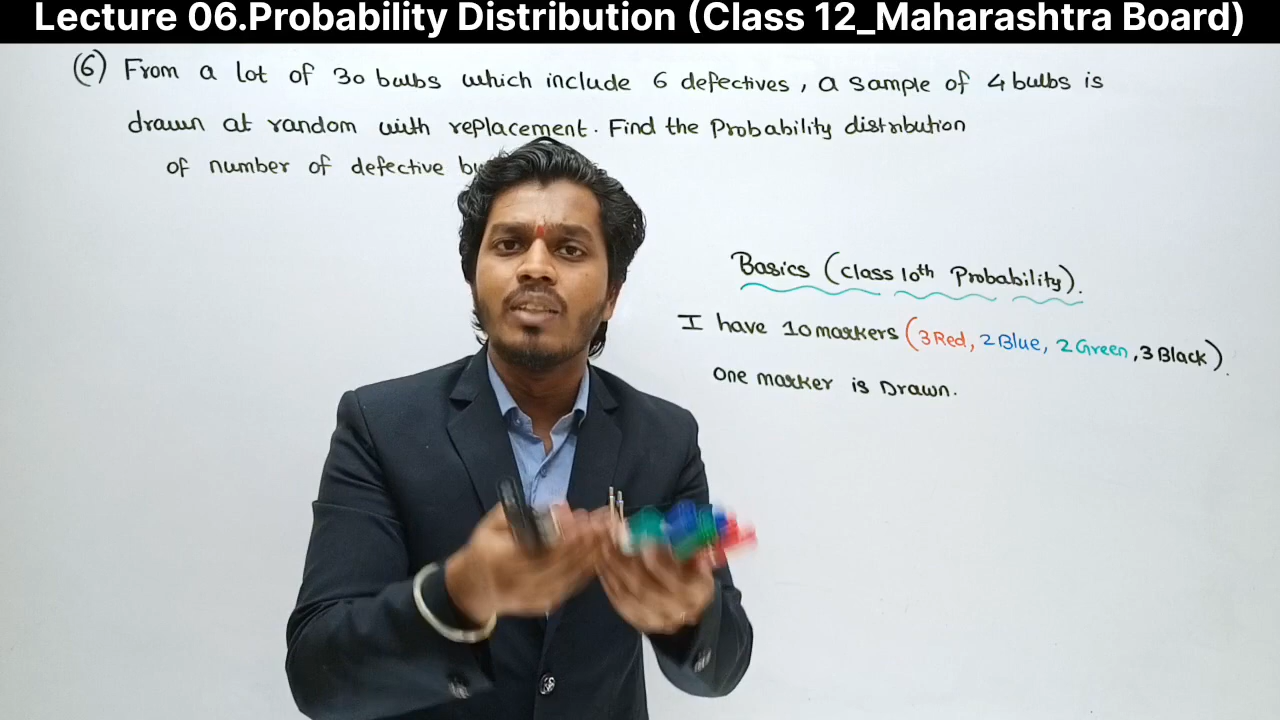 Lecture 06.Probability Distribution (Class 12_Maharashtra Board)
(6) From a lot of 30 bulbs which include 6 defectives, a sample of 4 bulbs is
drawn at random with replacement. Find the Probability distribution
of number of defective
Basics (class 10th Probability).
I have 10 markers (3 Red, 2 Blue, 2 Green, 3 Black).
One marker is Drawn.